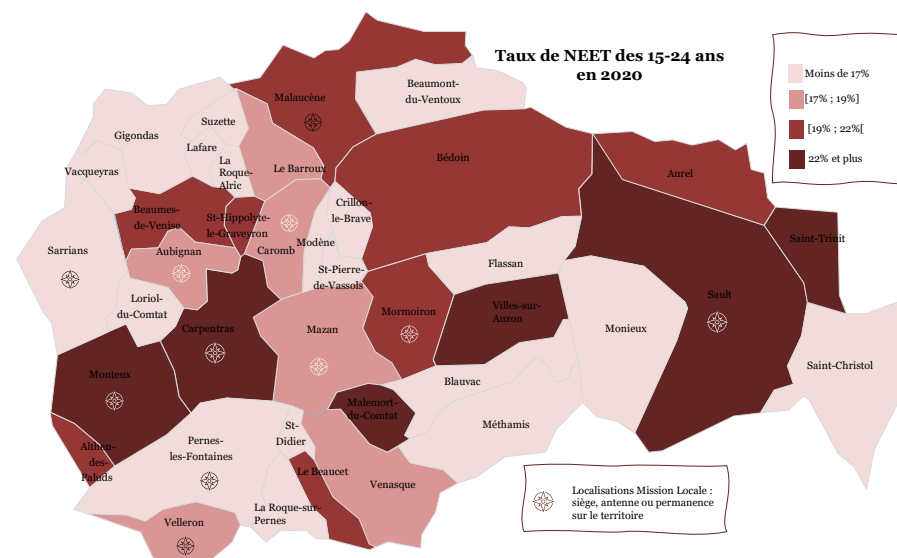 Taux de NEET des 15-24 ans
en 2020
Moins de 17%
[17% ; 19%]
[19% ; 22%[
22% et plus
Malaucène
Beaumont-
du-Ventoux
Suzette
Gigondas
Lafare
La
Roque-
Alric
Le Barroux
Bédoin
Vacqueyras
Aurel
Beaumes-
de-Venise
St-Hippolyte-
le-Graveyron
Crillon-
le-Brave
Sarrians
Aubignan
Caromb
Modène
Saint-Trinit
St-Pierre-
de-Vassols
Flassan
Loriol-
du-Comtat
Carpentras
Mazan
Mormoiron
Villes-sur-
Auzon
Monieux
Sault
Saint-Christol
Monteux
Blauvac
Malemort-
du-Comtat
Méthamis
St-
Didier
Pernes-
les-Fontaines
Althen-
des-
Paluds
Le Beaucet
Venasque
La Roque-sur-
Pernes
Velleron
Localisations Mission Locale :
siège, antenne ou permanence
sur le territoire